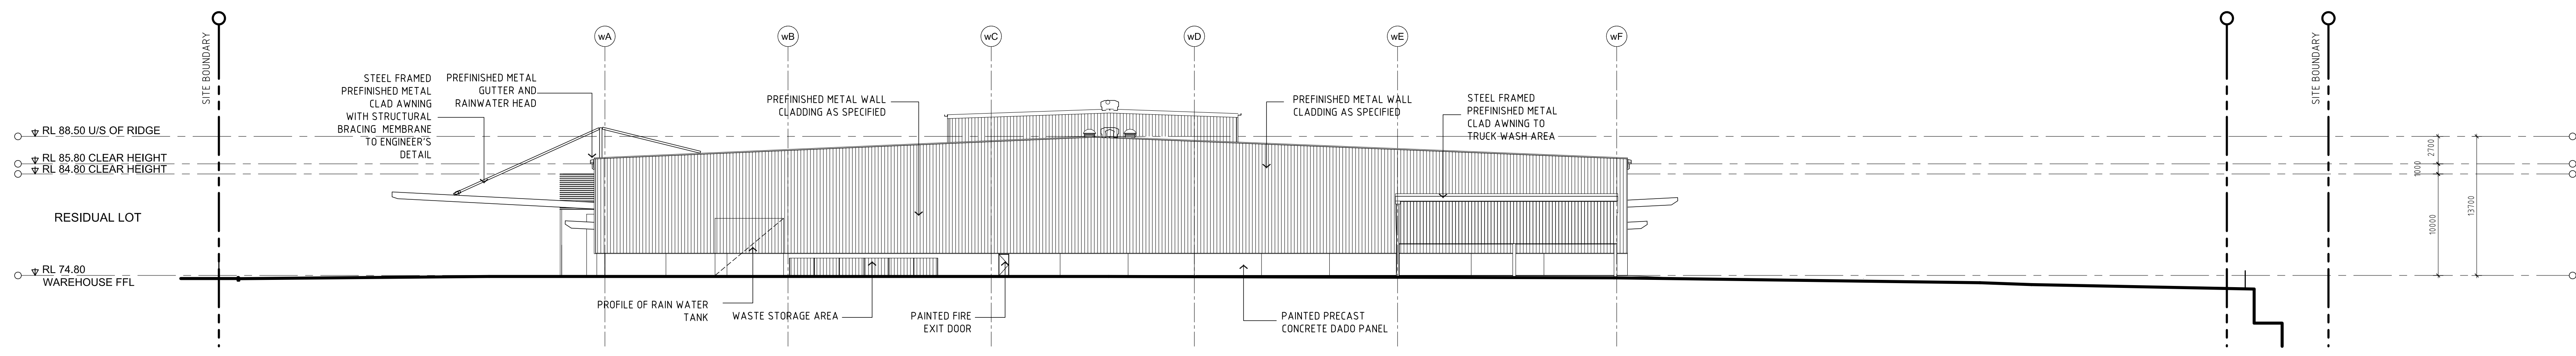 SITE BOUNDARY
wA
wB
wC
wD
wE
wF
SITE BOUNDARY
STEEL FRAMED
PREFINISHED METAL
CLAD AWNING
WITH STRUCTURAL
BRACING MEMBRANE
TO ENGINEER'S
DETAIL
PREFINISHED METAL
GUTTER AND
RAINWATER HEAD
PREFINISHED METAL WALL
CLADDING AS SPECIFIED
PREFINISHED METAL WALL
CLADDING AS SPECIFIED
STEEL FRAMED
PREFINISHED METAL
CLAD AWNING TO
TRUCK WASH AREA
RL 88.50 U/S OF RIDGE
RL 85.80 CLEAR HEIGHT
RL 84.80 CLEAR HEIGHT
RESIDUAL LOT
RL 74.80
WAREHOUSE FFL
2700
1000
10000
13700
PROFILE OF RAIN WATER
TANK
WASTE STORAGE AREA
PAINTED FIRE
EXIT DOOR
PAINTED PRECAST
CONCRETE DADO PANEL